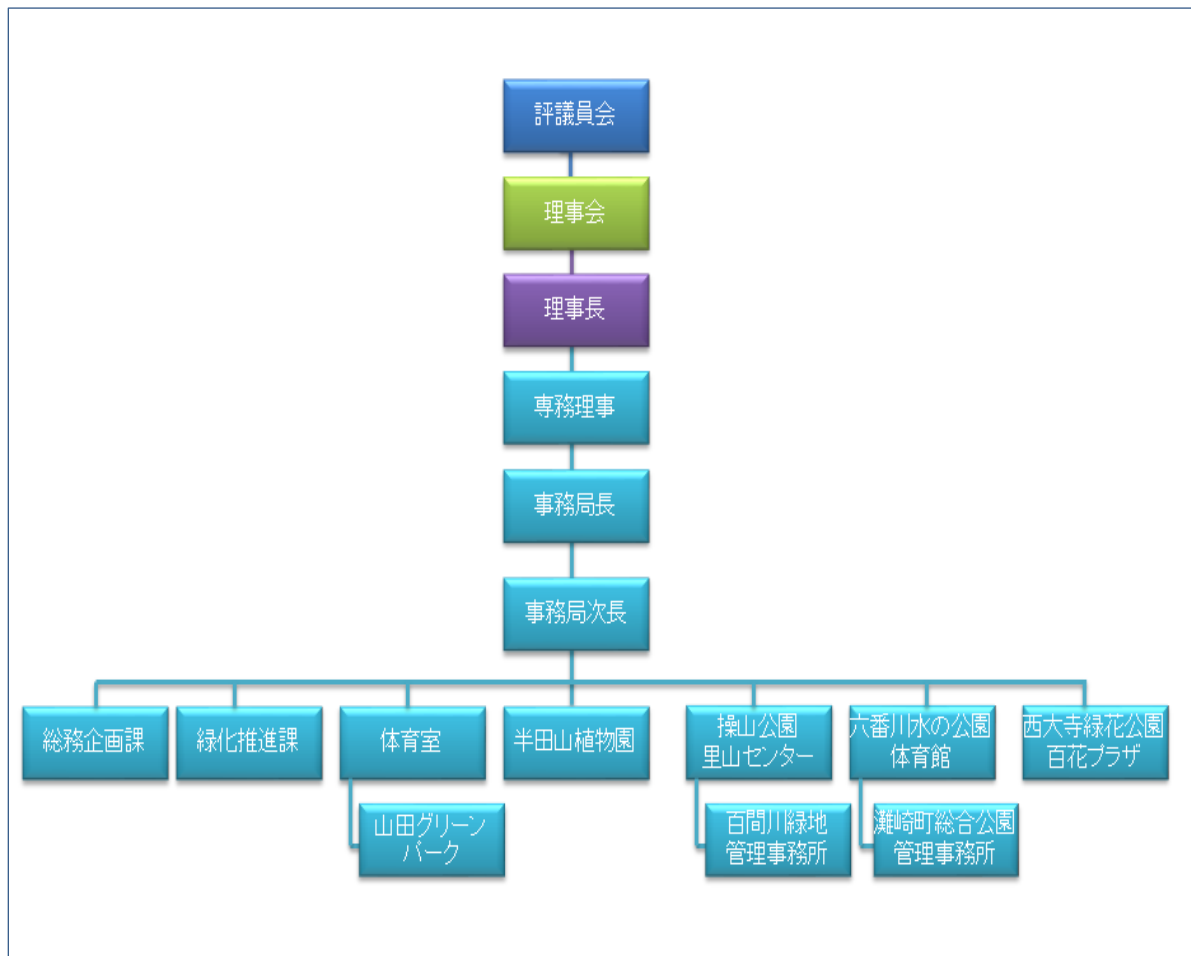 評議員会
理事会
理事長
専務理事
事務局長
事務局次長
総務企画課
緑化推進課
体育室
半田山植物園
操山公園
里山センター
六番川水の公園
体育館
西大寺緑花公園
百花プラザ
山田グリーン
パーク
百間川緑地
管理事務所
灘崎町総合公園
管理事務所